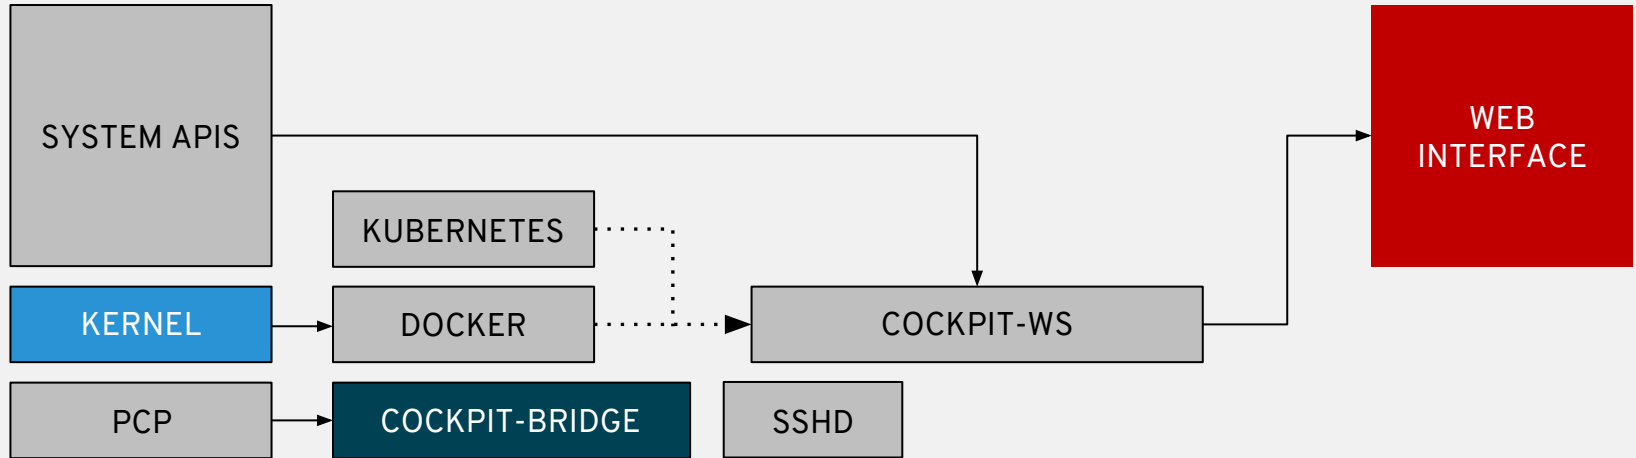 SYSTEM APIS
WEB
INTERFACE
KUBERNETES
KERNEL
DOCKER
COCKPIT-WS
PCP
COCKPIT-BRIDGE
SSHD